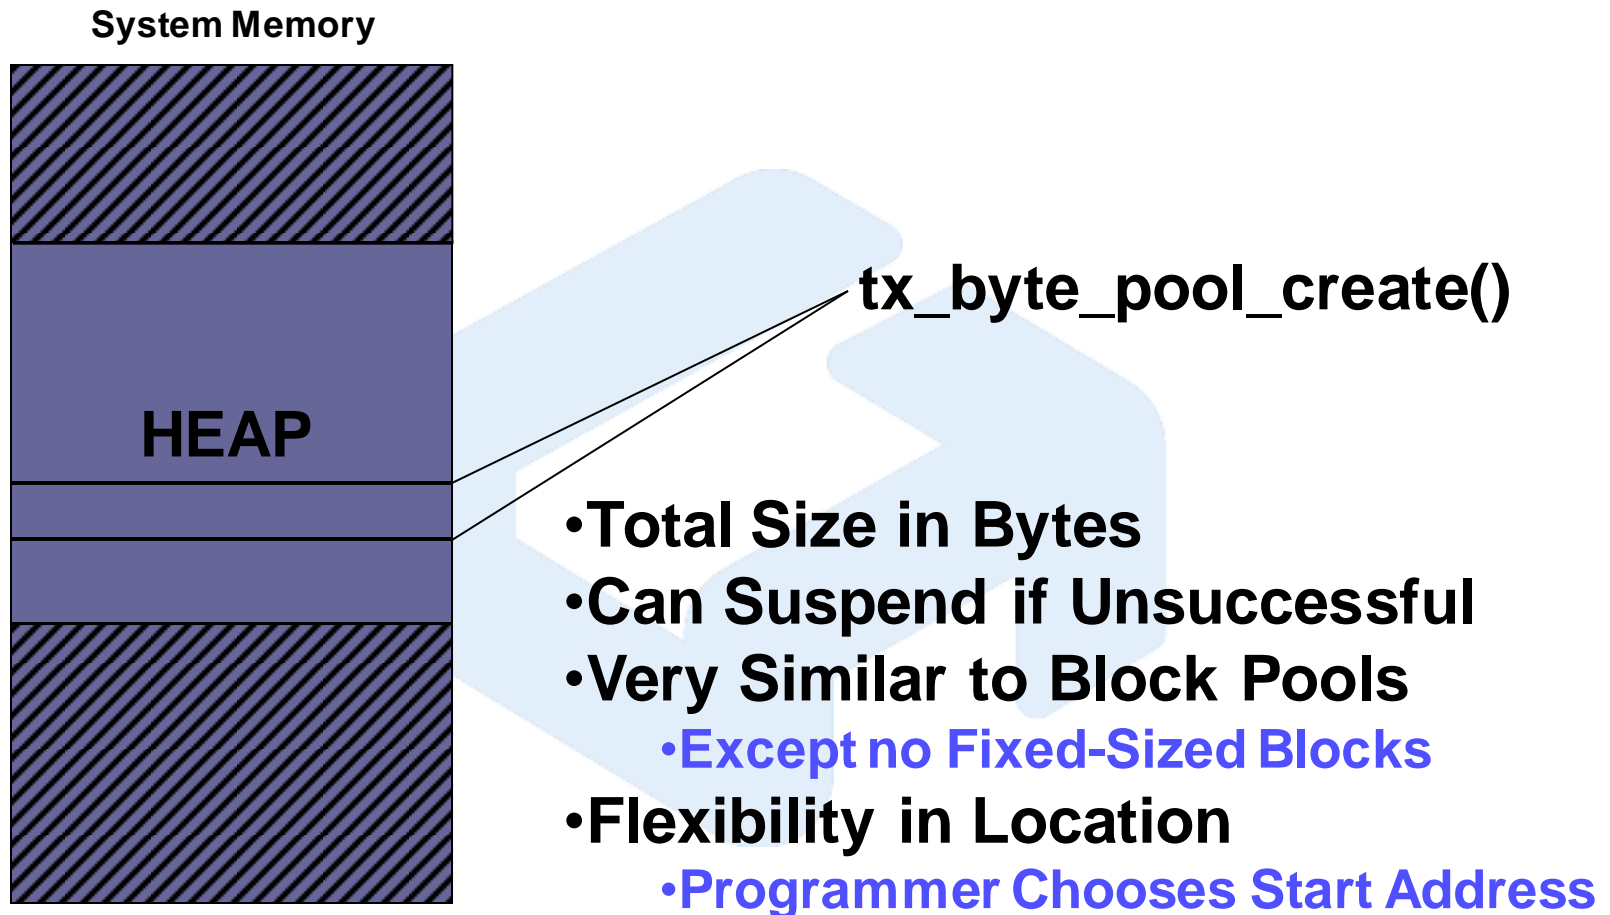 System Memory
tx_byte_pool_create()
HEAP
•Total Size in Bytes
•Can Suspend if Unsuccessful
•Very Similar to Block Pools
•Except no Fixed-Sized Blocks
•Flexibility in Location
•Programmer Chooses Start Address